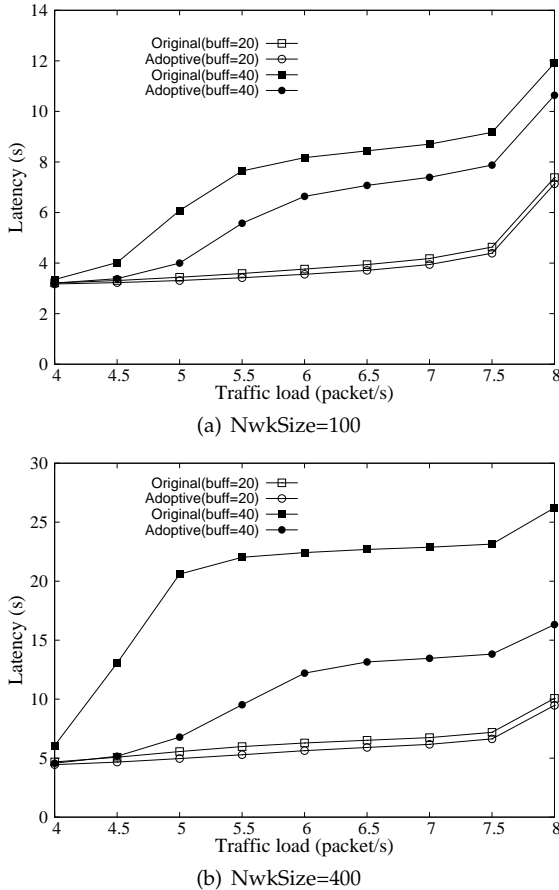 14
12
10
8
6
4
2
0
Latency (s)
Original(buff=20)
Adoptive(buff=20)
Original(buff=40)
Adoptive(buff=40)
4 4.5 5 5.5 6 6.5 7 7.5 8
Traffic load (packet/s)
(a) NwkSize=100
30
25
20
15
10
5
0
Latency (s)
Original(buff=20)
Adoptive(buff=20)
Original(buff=40)
Adoptive(buff=40)
4 4.5 5 5.5 6 6.5 7 7.5 8
Traffic load (packet/s)
(b) NwkSize=400